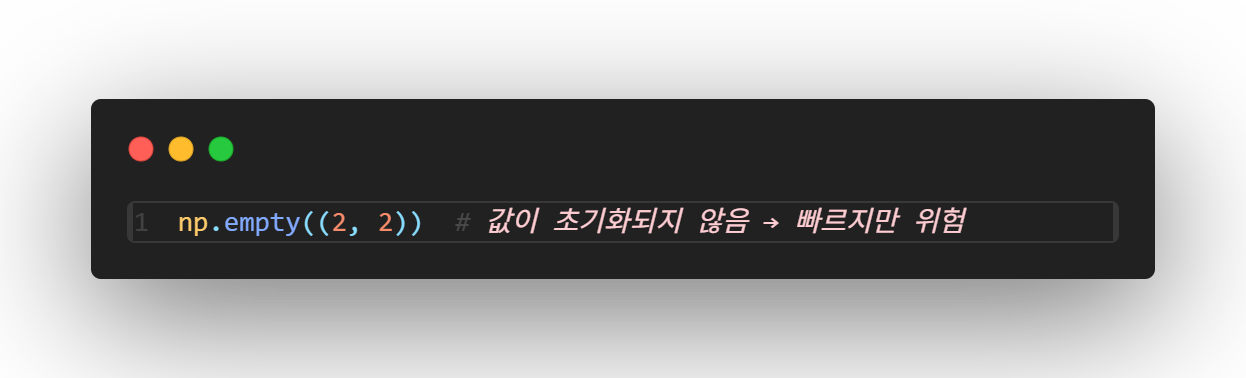 1 np.empty((2, 2))  # 값이 초기화되지 않음 → 빠르지만 위험